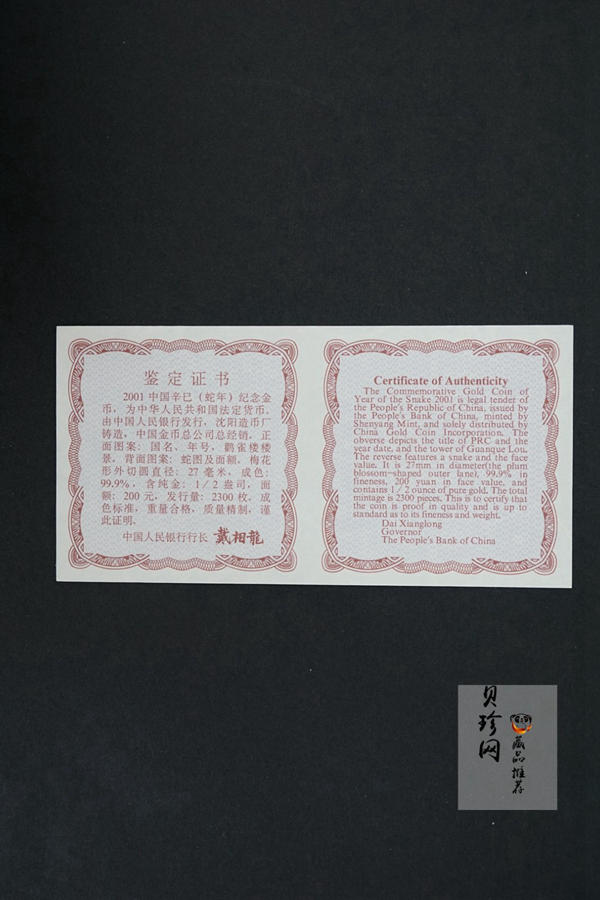 鉴定证书
2001 中国辛巳（蛇年）纪念金
币，为中华人民共和国法定货币。
由中国人民银行发行，沈阳造币厂
铸造，中国金币总公司总经销。正
面图案：国名、年号，鹳雀楼楼
景。背面图案：蛇图及面额。梅花
形外切圆直径：27毫米，成色：
99.9%，含纯金：1/2 盎司，面
额：200元，发行量：2300枚。成
色标准，重量合格，质量精制，谨
此证明。
中国人民银行行长 戴相龍
Certificate of Authenticity
The Commemorative Gold Coin of
Year of the Snake 2001 is legal tender of
the People's Republic of China, issued by
the People's Bank of China, minted by
Shenyang Mint, and solely distributed by
China Gold Coin Incorporation. The
obverse depicts the title of PRC and the
year date, and the tower of Guanque Lou.
The reverse features a snake and the face
value. It is 27mm in diameter(the plum
blossom-shaped outer lane), 99.9% in
fineness, 200 yuan in face value, and
contains 1/2 ounce of pure gold. The total
mintage is 2300 pieces. This is to certify that
the coin is proof in quality and is up to
standard as to its fineness and weight.
Dai Xianglong
Governor
The People's Bank of China
贝珍网
藏品推荐